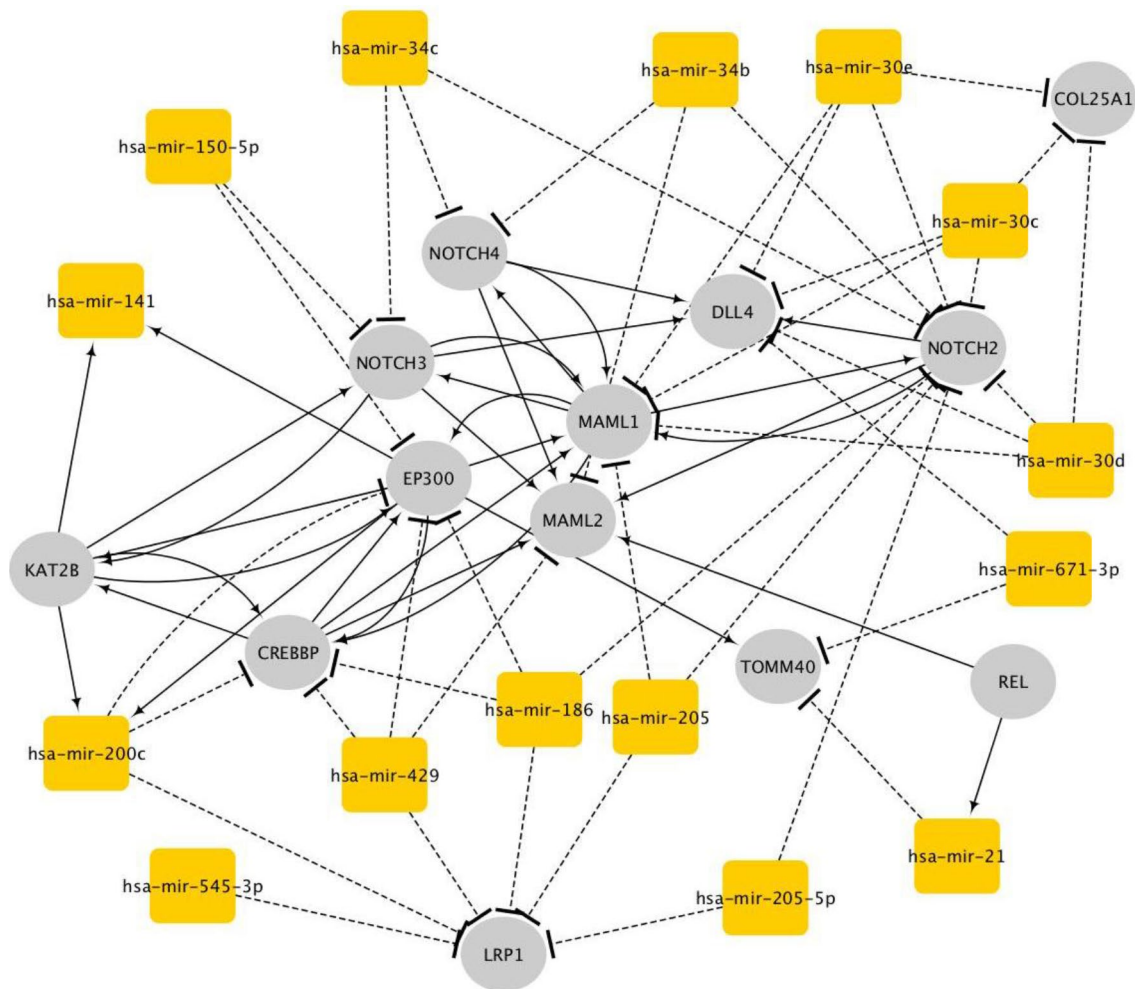 hsa-mir-34c
hsa-mir-34b
hsa-mir-30e
COL25A1
hsa-mir-150-5p
hsa-mir-30c
NOTCH4
hsa-mir-141
DLL4
NOTCH2
NOTCH3
MAML1
hsa-mir-30d
EP300
MAML2
KAT2B
hsa-mir-671-3p
CREBBP
TOMM40
REL
hsa-mir-186
hsa-mir-205
hsa-mir-200c
hsa-mir-429
hsa-mir-21
hsa-mir-545-3p
hsa-mir-205-5p
LRP1